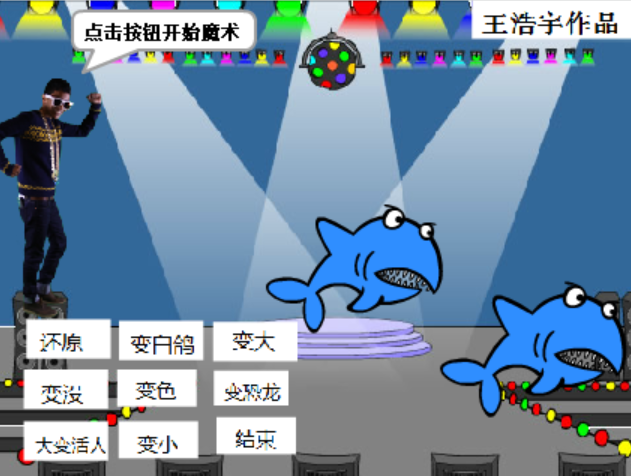 王浩宇作品
点击按钮开始魔术
还原
变白鸽
变大
变没
变色
变恐龙
大变活人
变小
结束